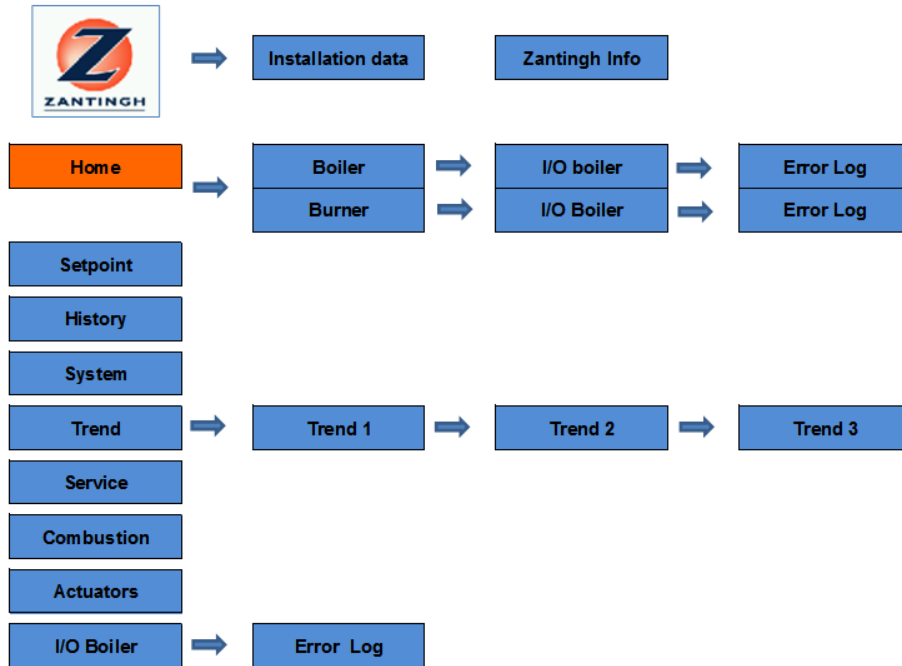 Z
ZANTINGH
Installation data
Zantingh Info
Home
Boiler
I/O boiler
Error Log
Burner
I/O Boiler
Error Log
Setpoint
History
System
Trend
Trend 1
Trend 2
Trend 3
Service
Combustion
Actuators
I/O Boiler
Error Log